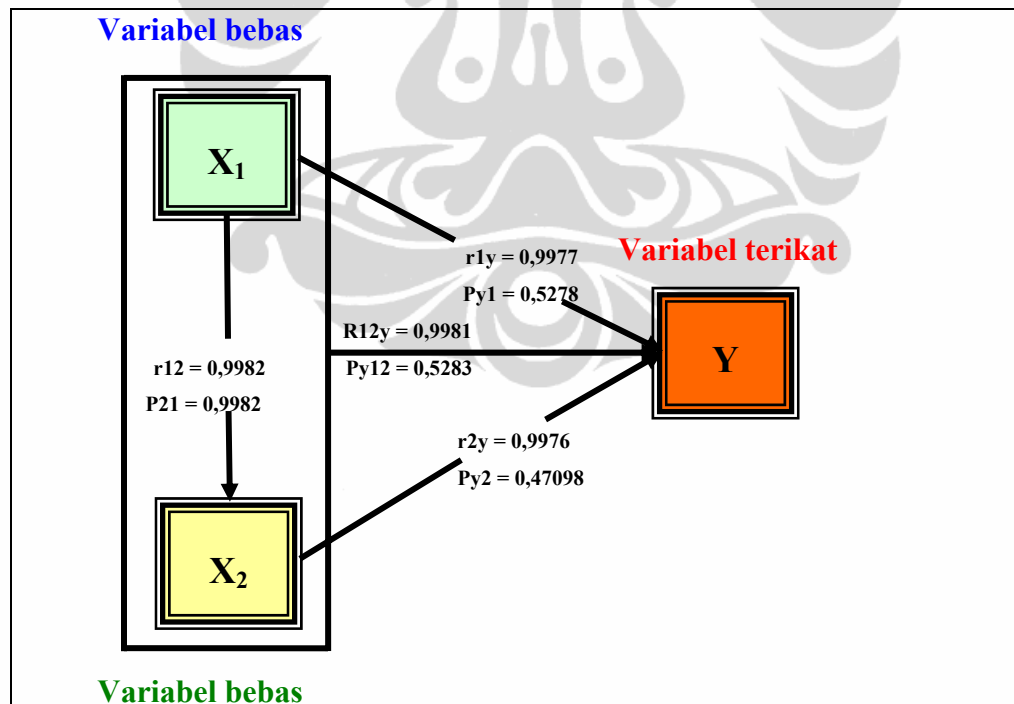 Variabel bebas
X₁
r1y = 0,9977
Py1 = 0,5278
Variabel terikat
R12y = 0,9981
Py12 = 0,5283
Y
r12 = 0,9982
P21 = 0,9982
r2y = 0,9976
Py2 = 0,47098
X₂
Variabel bebas